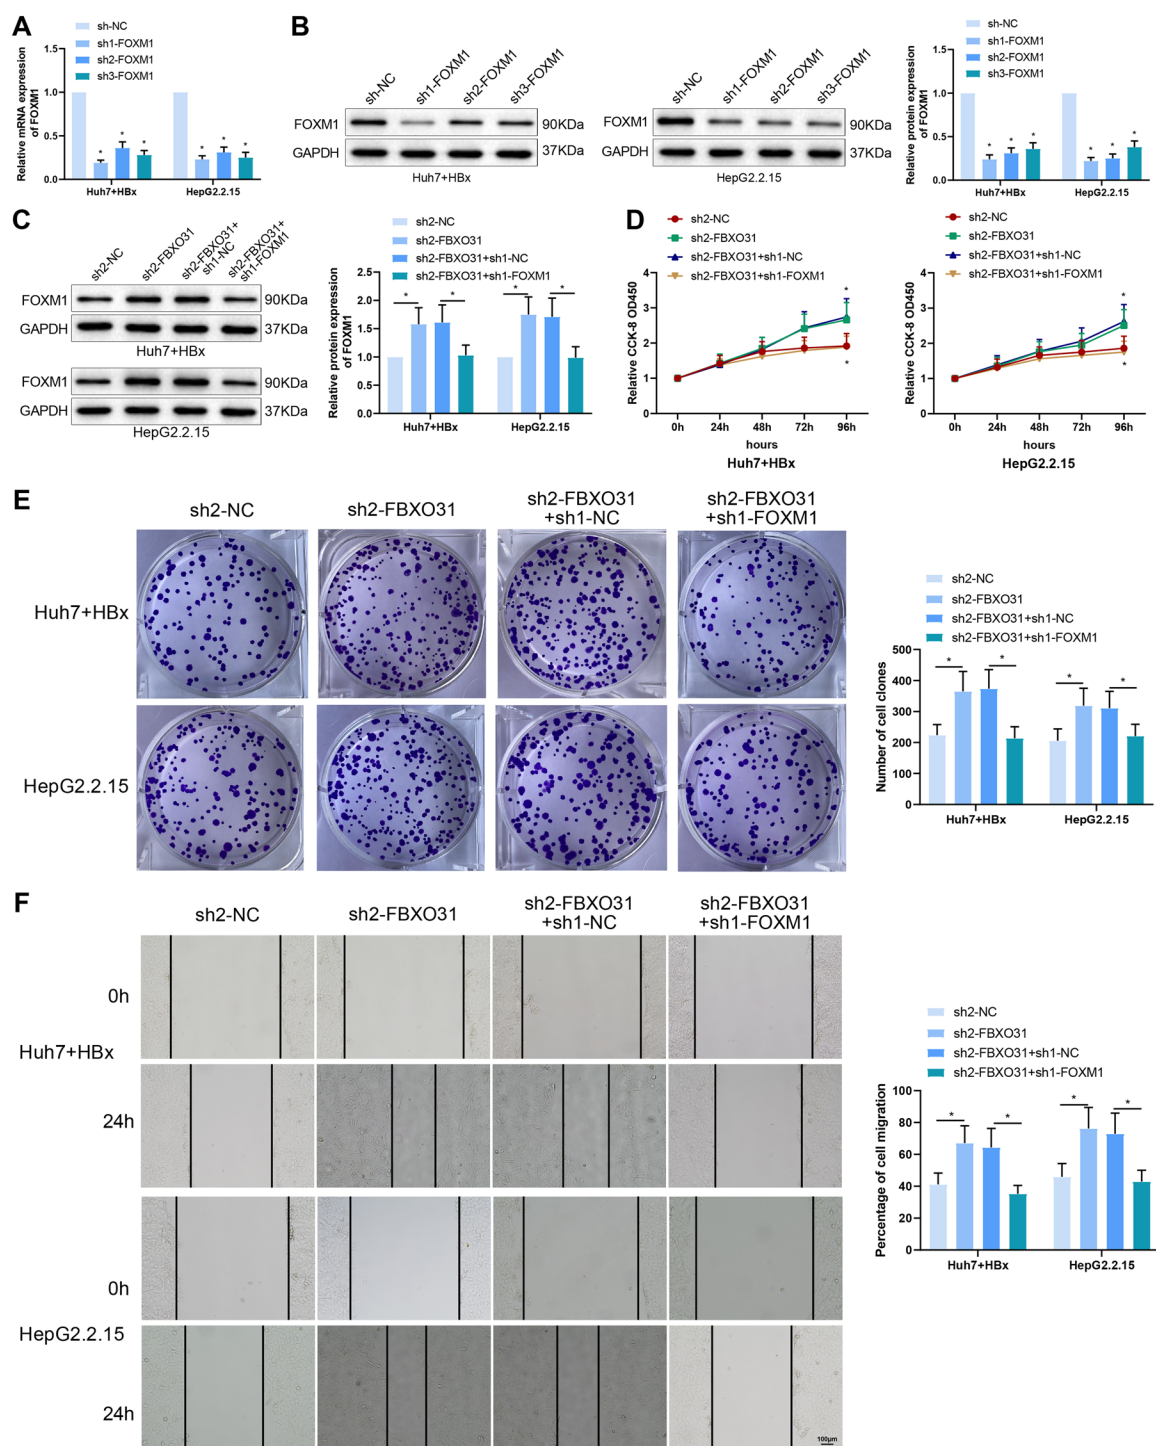 A
sh-NC
sh1-FOXM1
sh2-FOXM1
sh3-FOXM1
Relative mRNA expression
of FOXM1
1.5
1.0
0.5
0.0
* * * * * *
Huh7+HBx HepG2.2.15
B
sh-NC sh1-FOXM1 sh2-FOXM1 sh3-FOXM1
FOXM1 90KDa
GAPDH 37KDa
Huh7+HBx
sh-NC sh1-FOXM1 sh2-FOXM1 sh3-FOXM1
FOXM1 90KDa
GAPDH 37KDa
HepG2.2.15
sh-NC
sh1-FOXM1
sh2-FOXM1
sh3-FOXM1
Relative protein expression
of FOXM1
1.5
1.0
0.5
0.0
* * * * * *
Huh7+HBx HepG2.2.15
C
sh2-NC sh2-FBXO31 sh2-FBXO31+ sh2-FBXO31+
sh1-NC sh1-FOXM1
FOXM1 90KDa
GAPDH 37KDa
Huh7+HBx
FOXM1 90KDa
GAPDH 37KDa
HepG2.2.15
sh2-NC
sh2-FBXO31
sh2-FBXO31+sh1-NC
sh2-FBXO31+sh1-FOXM1
Relative protein expression
of FOXM1
2.5
2.0
1.5
1.0
0.5
0.0
* * * *
Huh7+HBx HepG2.2.15
D
sh2-NC
sh2-FBXO31
sh2-FBXO31+sh1-NC
sh2-FBXO31+sh1-FOXM1
Relative CCK-8 OD450
4
3
2
1
0
*
*
0h 24h 48h 72h 96h
hours
Huh7+HBx
sh2-NC
sh2-FBXO31
sh2-FBXO31+sh1-NC
sh2-FBXO31+sh1-FOXM1
Relative CCK-8 OD450
4
3
2
1
0
*
*
0h 24h 48h 72h 96h
hours
HepG2.2.15
E
sh2-NC sh2-FBXO31 sh2-FBXO31 sh2-FBXO31
+sh1-NC +sh1-FOXM1
Huh7+HBx
HepG2.2.15
sh2-NC
sh2-FBXO31
sh2-FBXO31+sh1-NC
sh2-FBXO31+sh1-FOXM1
Number of cell clones
500
400
300
200
100
0
* * * *
Huh7+HBx HepG2.2.15
F
sh2-NC sh2-FBXO31 sh2-FBXO31 sh2-FBXO31
+sh1-NC +sh1-FOXM1
0h
Huh7+HBx
24h
0h
HepG2.2.15
24h
100μm
sh2-NC
sh2-FBXO31
sh2-FBXO31+sh1-NC
sh2-FBXO31+sh1-FOXM1
Percentage of cell migration
100
80
60
40
20
0
* * * *
Huh7+HBx HepG2.2.15